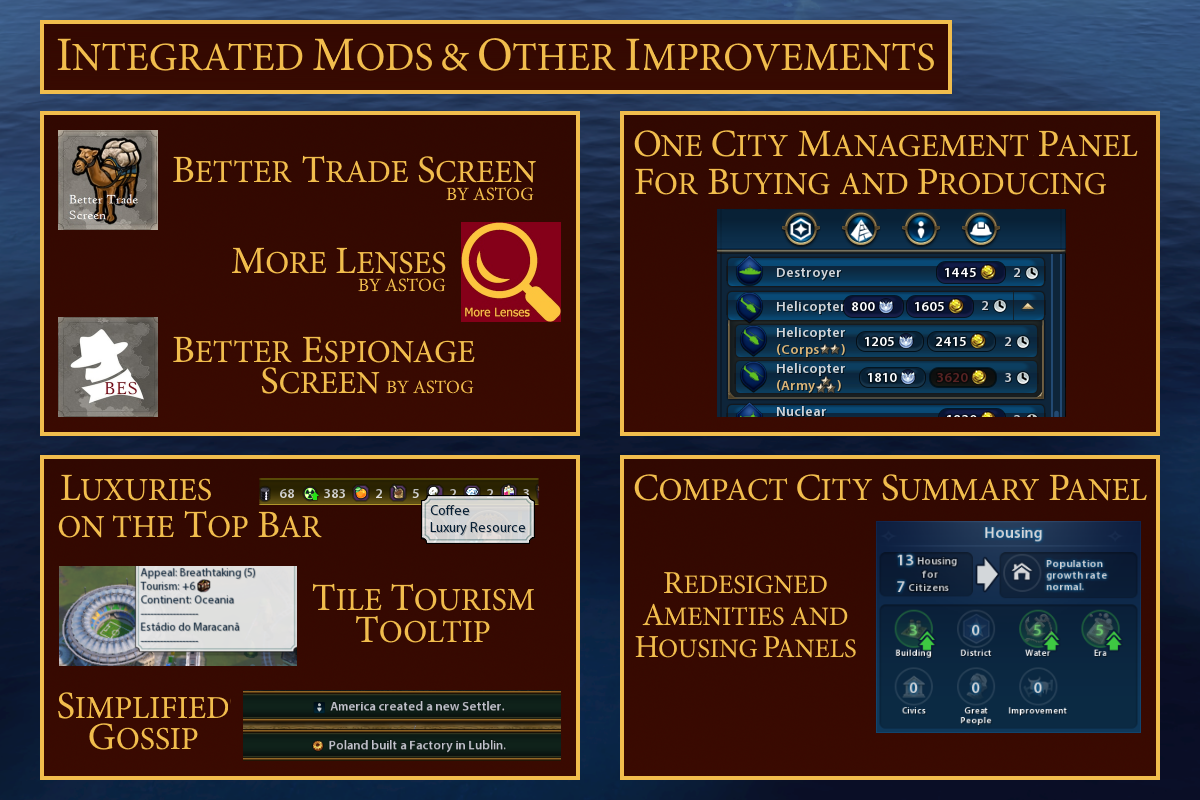 INTEGRATED MODS & OTHER IMPROVEMENTS
Better Trade
Screen
BETTER TRADE SCREEN
BY ASTOG
MORE LENSES
BY ASTOG
More Lenses
BES
BETTER ESPIONAGE
SCREEN BY ASTOG
ONE CITY MANAGEMENT PANEL
FOR BUYING AND PRODUCING
Destroyer 1445 2
Helicopter 800 1605 2
Helicopter
(Corps) 1205 2415 2
Helicopter
(Army) 1810 3620 3
Nuclear
LUXURIES
ON THE TOP BAR
68 383 2 5 2 2 3
Coffee
Luxury Resource
Appeal: Breathtaking (5)
Tourism: +6
Continent: Oceania
------------------
Estádio do Maracanã
------------------
TILE TOURISM
TOOLTIP
SIMPLIFIED
GOSSIP
America created a new Settler.
Poland built a Factory in Lublin.
COMPACT CITY SUMMARY PANEL
REDESIGNED
AMENITIES AND
HOUSING PANELS
Housing
13 Housing
for
7 Citizens
Population
growth rate
normal.
3 0 5 5
Building District Water Era
0 0 0
Civics Great People Improvement